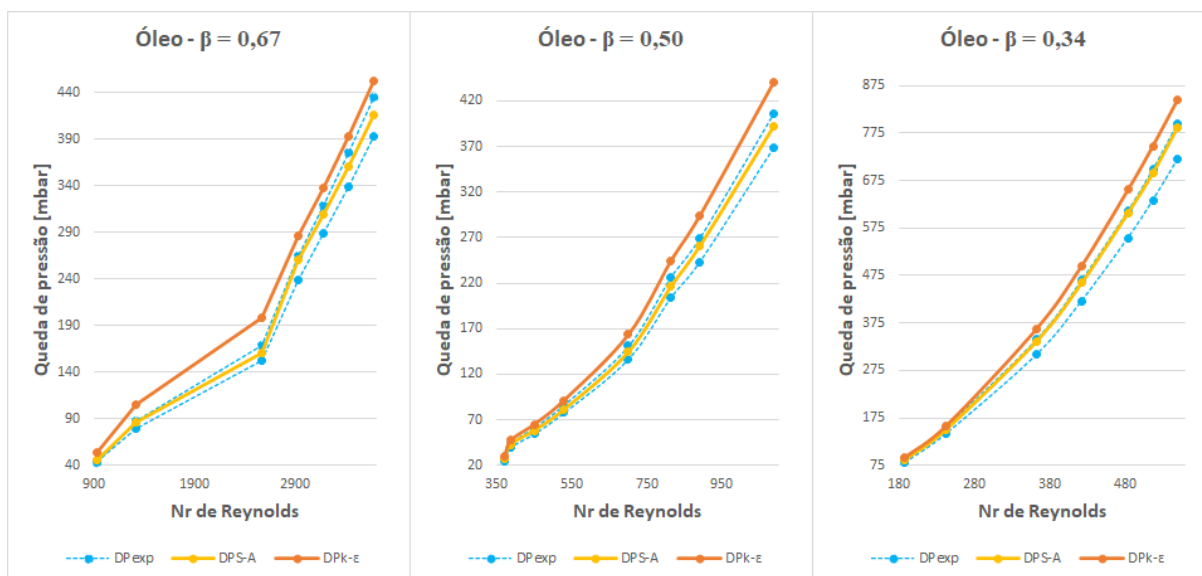 Óleo - β = 0,67
Queda de pressão [mbar]
440
390
340
290
240
190
140
90
40
900 1900 2900
Nr de Reynolds
DPexp DPS-A DPk-ε
Óleo - β = 0,50
Queda de pressão [mbar]
420
370
320
270
220
170
120
70
20
350 550 750 950
Nr de Reynolds
DPexp DPS-A DPk-ε
Óleo - β = 0,34
Queda de pressão [mbar]
875
775
675
575
475
375
275
175
75
180 280 380 480
Nr de Reynolds
DPexp DPS-A DPk-ε